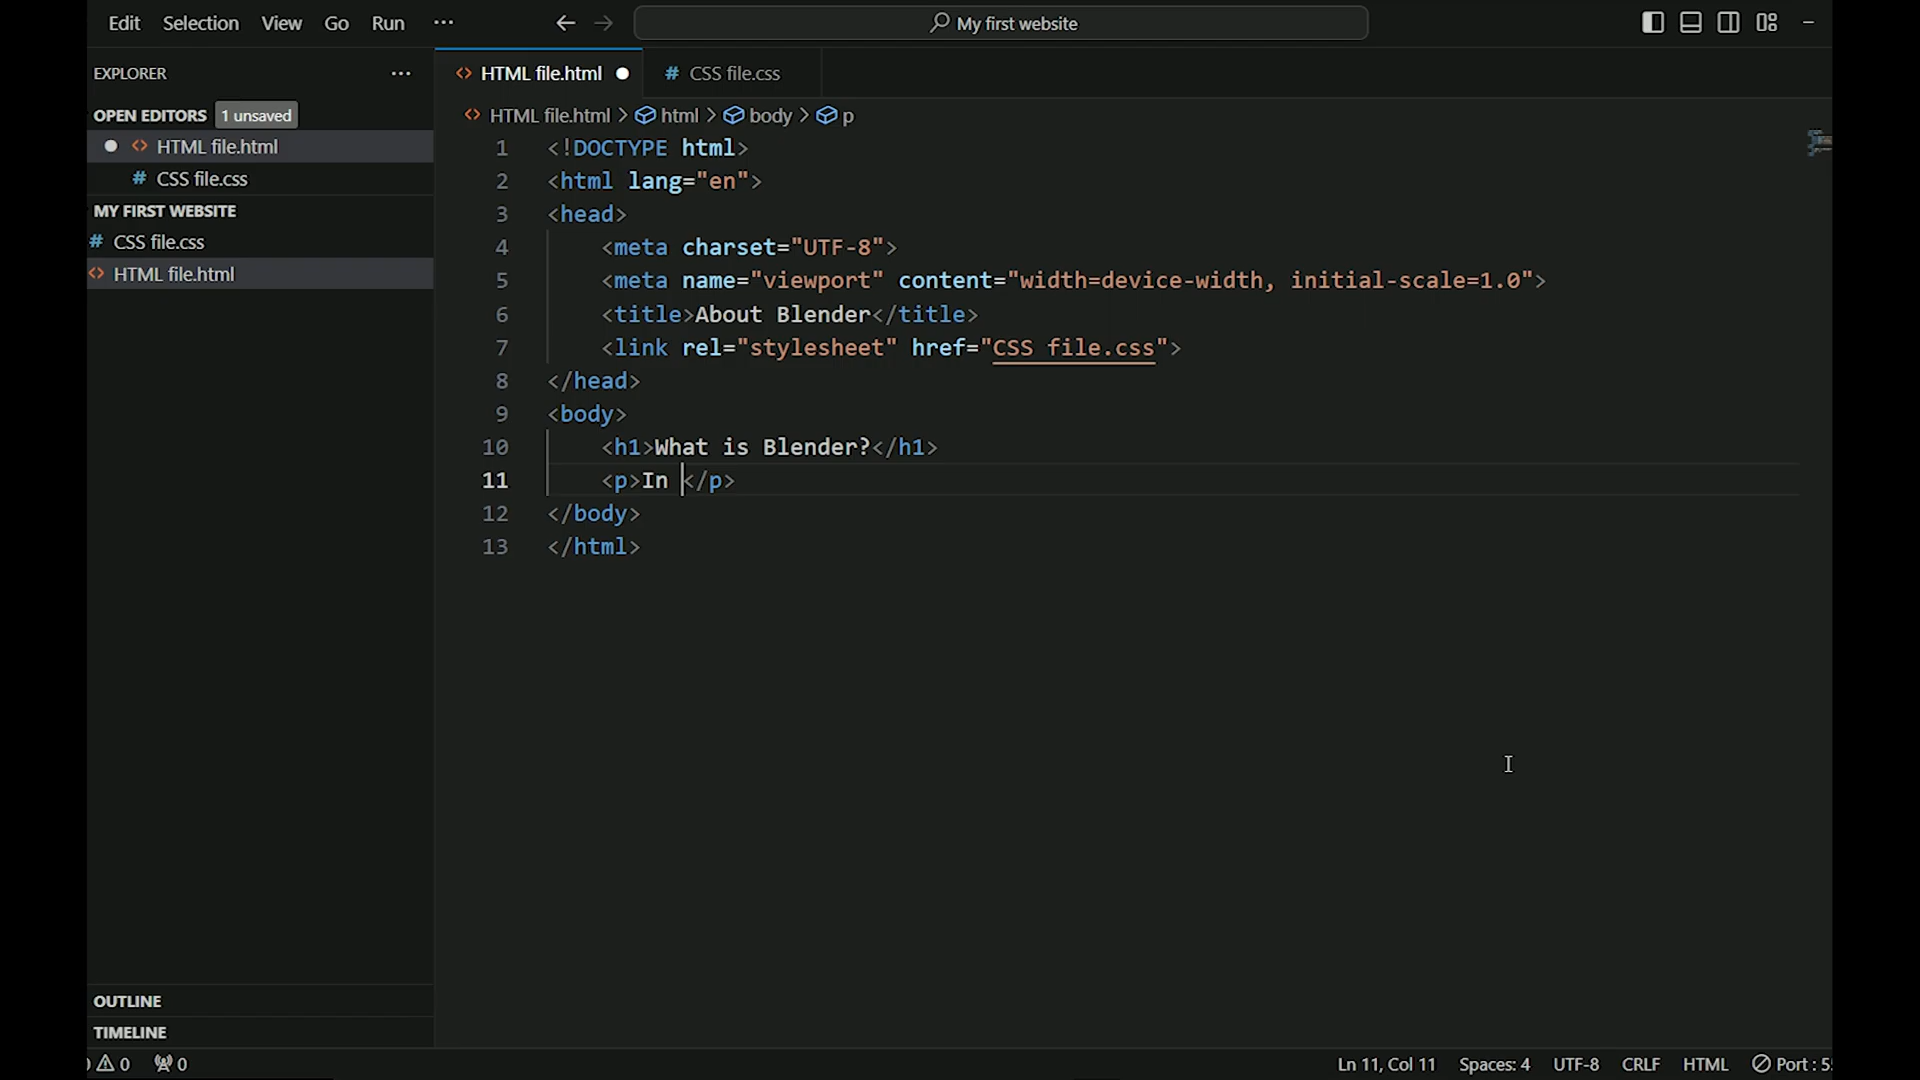 Edit Selection View Go Run ··· My first website
EXPLORER ···
HTML file.html
CSS file.css
OPEN EDITORS 1 unsaved
HTML file.html
CSS file.css
MY FIRST WEBSITE
CSS file.css
HTML file.html
HTML file.html > html > body > p
1 <!DOCTYPE html>
2 <html lang="en">
3 <head>
4 <meta charset="UTF-8">
5 <meta name="viewport" content="width=device-width, initial-scale=1.0">
6 <title>About Blender</title>
7 <link rel="stylesheet" href="CSS file.css">
8 </head>
9 <body>
10 <h1>What is Blender?</h1>
11 <p>In </p>
12 </body>
13 </html>
OUTLINE
TIMELINE
0 0 Ln 11, Col 11 Spaces: 4 UTF-8 CRLF HTML Port :